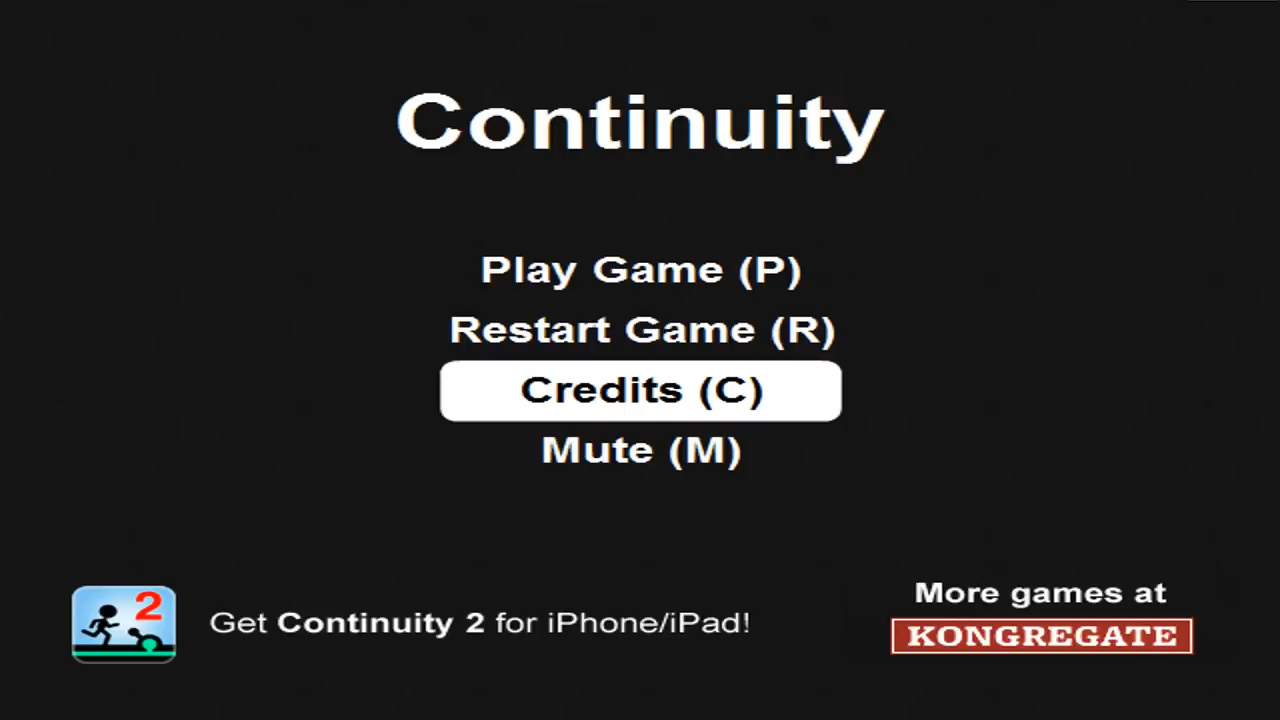 Continuity
Play Game (P)
Restart Game (R)
Credits (C)
Mute (M)
2
Get Continuity 2 for iPhone/iPad!
More games at
KONGREGATE